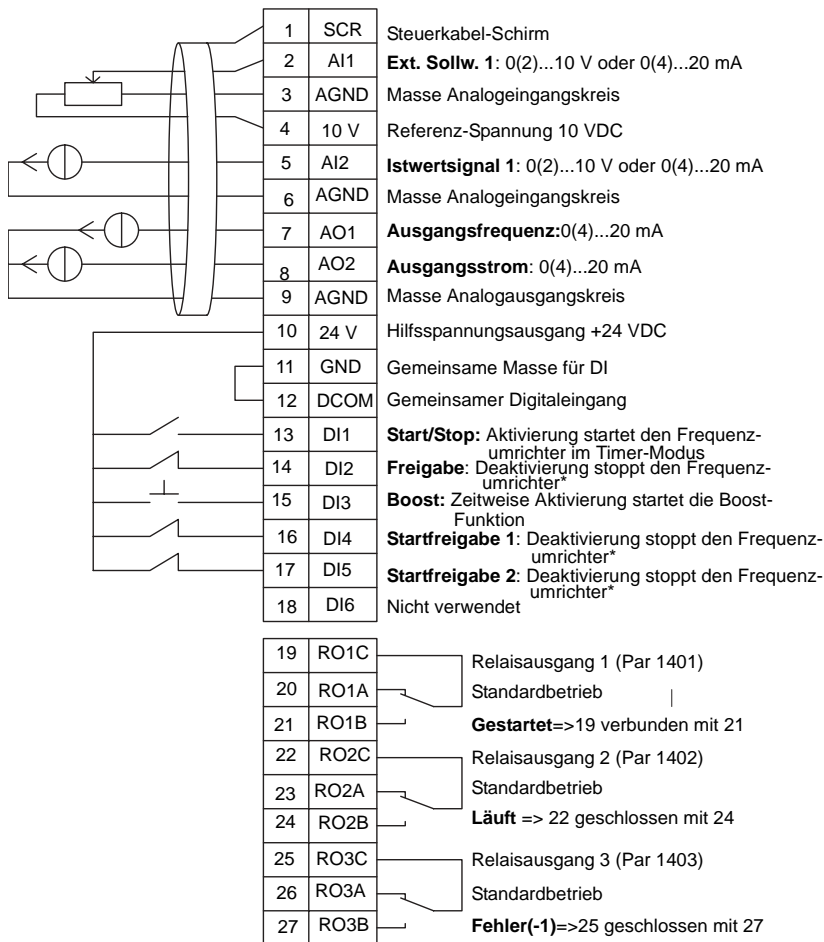 1 SCR Steuerkabel-Schirm
2 AI1 Ext. Sollw. 1: 0(2)...10 V oder 0(4)...20 mA
3 AGND Masse Analogeingangskreis
4 10 V Referenz-Spannung 10 VDC
5 AI2 Istwertsignal 1: 0(2)...10 V oder 0(4)...20 mA
6 AGND Masse Analogeingangskreis
7 AO1 Ausgangsfrequenz:0(4)...20 mA
8 AO2 Ausgangsstrom: 0(4)...20 mA
9 AGND Masse Analogausgangskreis
10 24 V Hilfsspannungsausgang +24 VDC
11 GND Gemeinsame Masse für DI
12 DCOM Gemeinsamer Digitaleingang
13 DI1 Start/Stop: Aktivierung startet den Frequenz-
umrichter im Timer-Modus
14 DI2 Freigabe: Deaktivierung stoppt den Frequenz-
umrichter*
15 DI3 Boost: Zeitweise Aktivierung startet die Boost-
Funktion
16 DI4 Startfreigabe 1: Deaktivierung stoppt den Frequenz-
umrichter*
17 DI5 Startfreigabe 2: Deaktivierung stoppt den Frequenz-
umrichter*
18 DI6 Nicht verwendet
19 RO1C Relaisausgang 1 (Par 1401)
20 RO1A Standardbetrieb
21 RO1B Gestartet=>19 verbunden mit 21
22 RO2C Relaisausgang 2 (Par 1402)
23 RO2A Standardbetrieb
24 RO2B Läuft => 22 geschlossen mit 24
25 RO3C Relaisausgang 3 (Par 1403)
26 RO3A Standardbetrieb
27 RO3B Fehler(-1)=>25 geschlossen mit 27